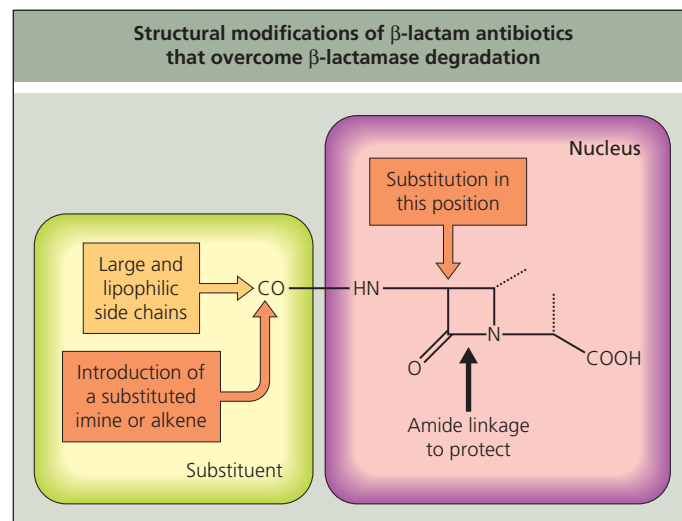 Structural modifications of β-lactam antibiotics
that overcome β-lactamase degradation
Nucleus
Substitution in
this position
Large and
lipophilic
side chains
CO
HN
N
O
COOH
Introduction of
a substituted
imine or alkene
Amide linkage
to protect
Substituent